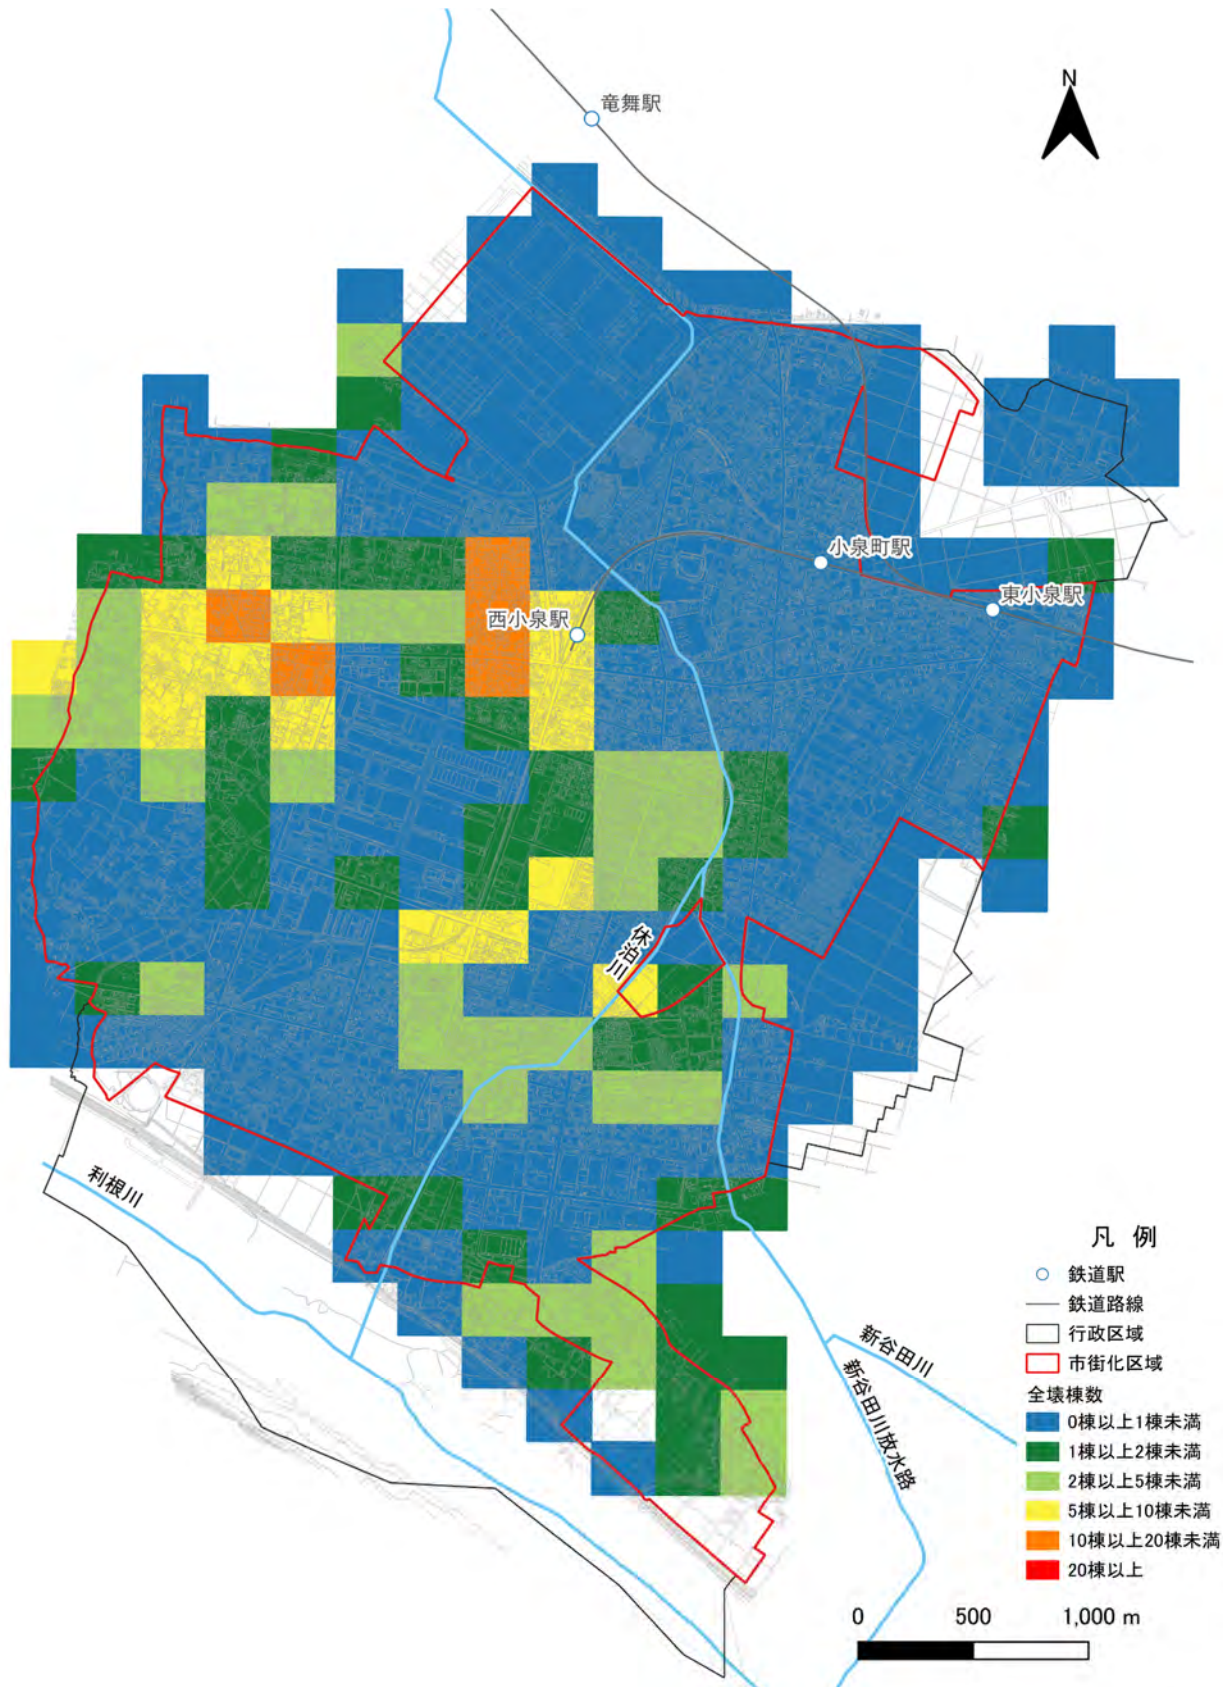 N
竜舞駅
小泉町駅
東小泉駅
西小泉駅
休泊川
利根川
新谷田川
新谷田川放水路
凡 例
鉄道駅
鉄道路線
行政区域
市街化区域
全壊棟数
0棟以上1棟未満
1棟以上2棟未満
2棟以上5棟未満
5棟以上10棟未満
10棟以上20棟未満
20棟以上
0 500 1,000 m